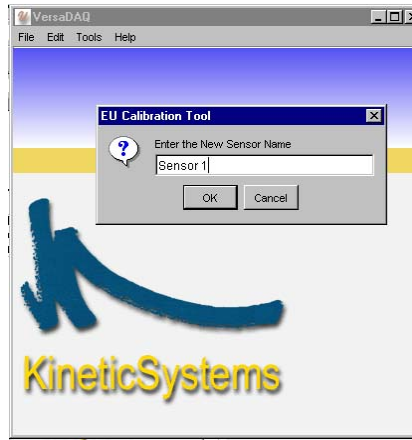 VersaDAQ
File Edit Tools Help
EU Calibration Tool
Enter the New Sensor Name
Sensor 1
OK Cancel
KineticSystems